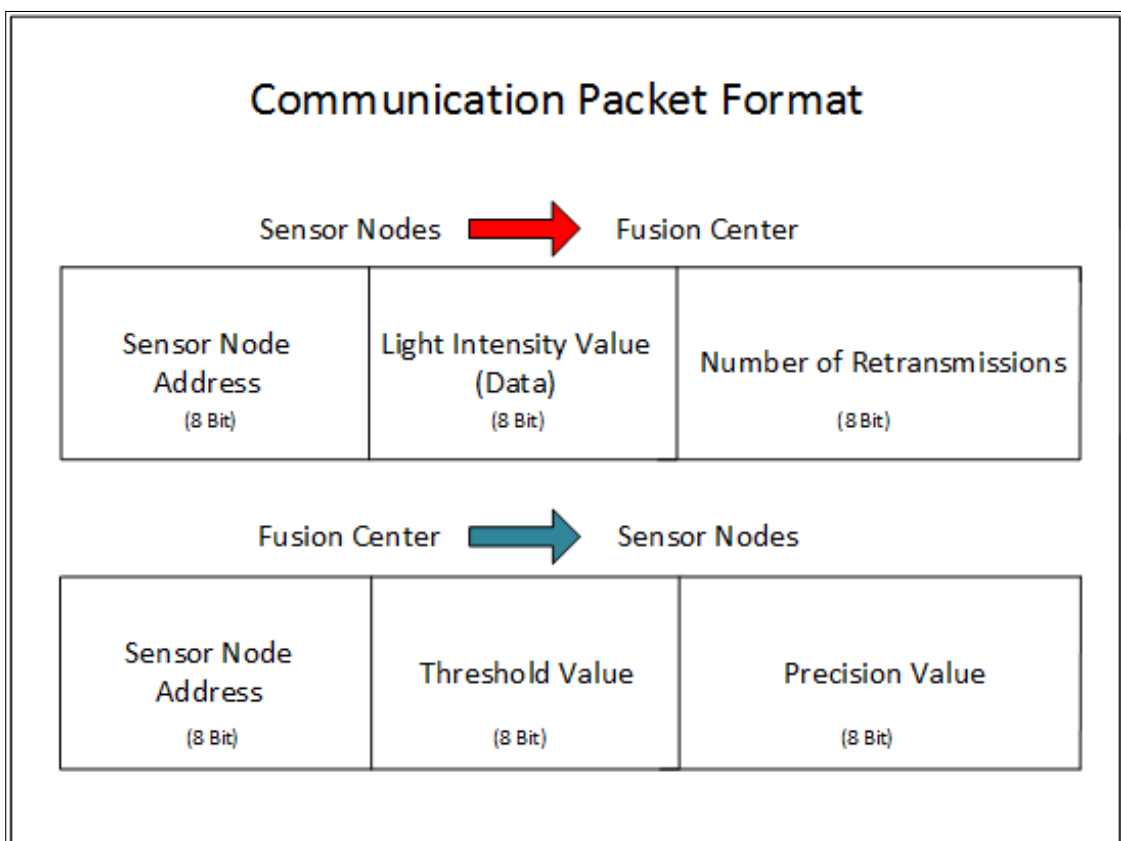 Communication Packet Format
Sensor Nodes Fusion Center
Sensor Node
Address
(8 Bit)
Light Intensity Value
(Data)
(8 Bit)
Number of Retransmissions
(8 Bit)
Fusion Center Sensor Nodes
Sensor Node
Address
(8 Bit)
Threshold Value
(8 Bit)
Precision Value
(8 Bit)